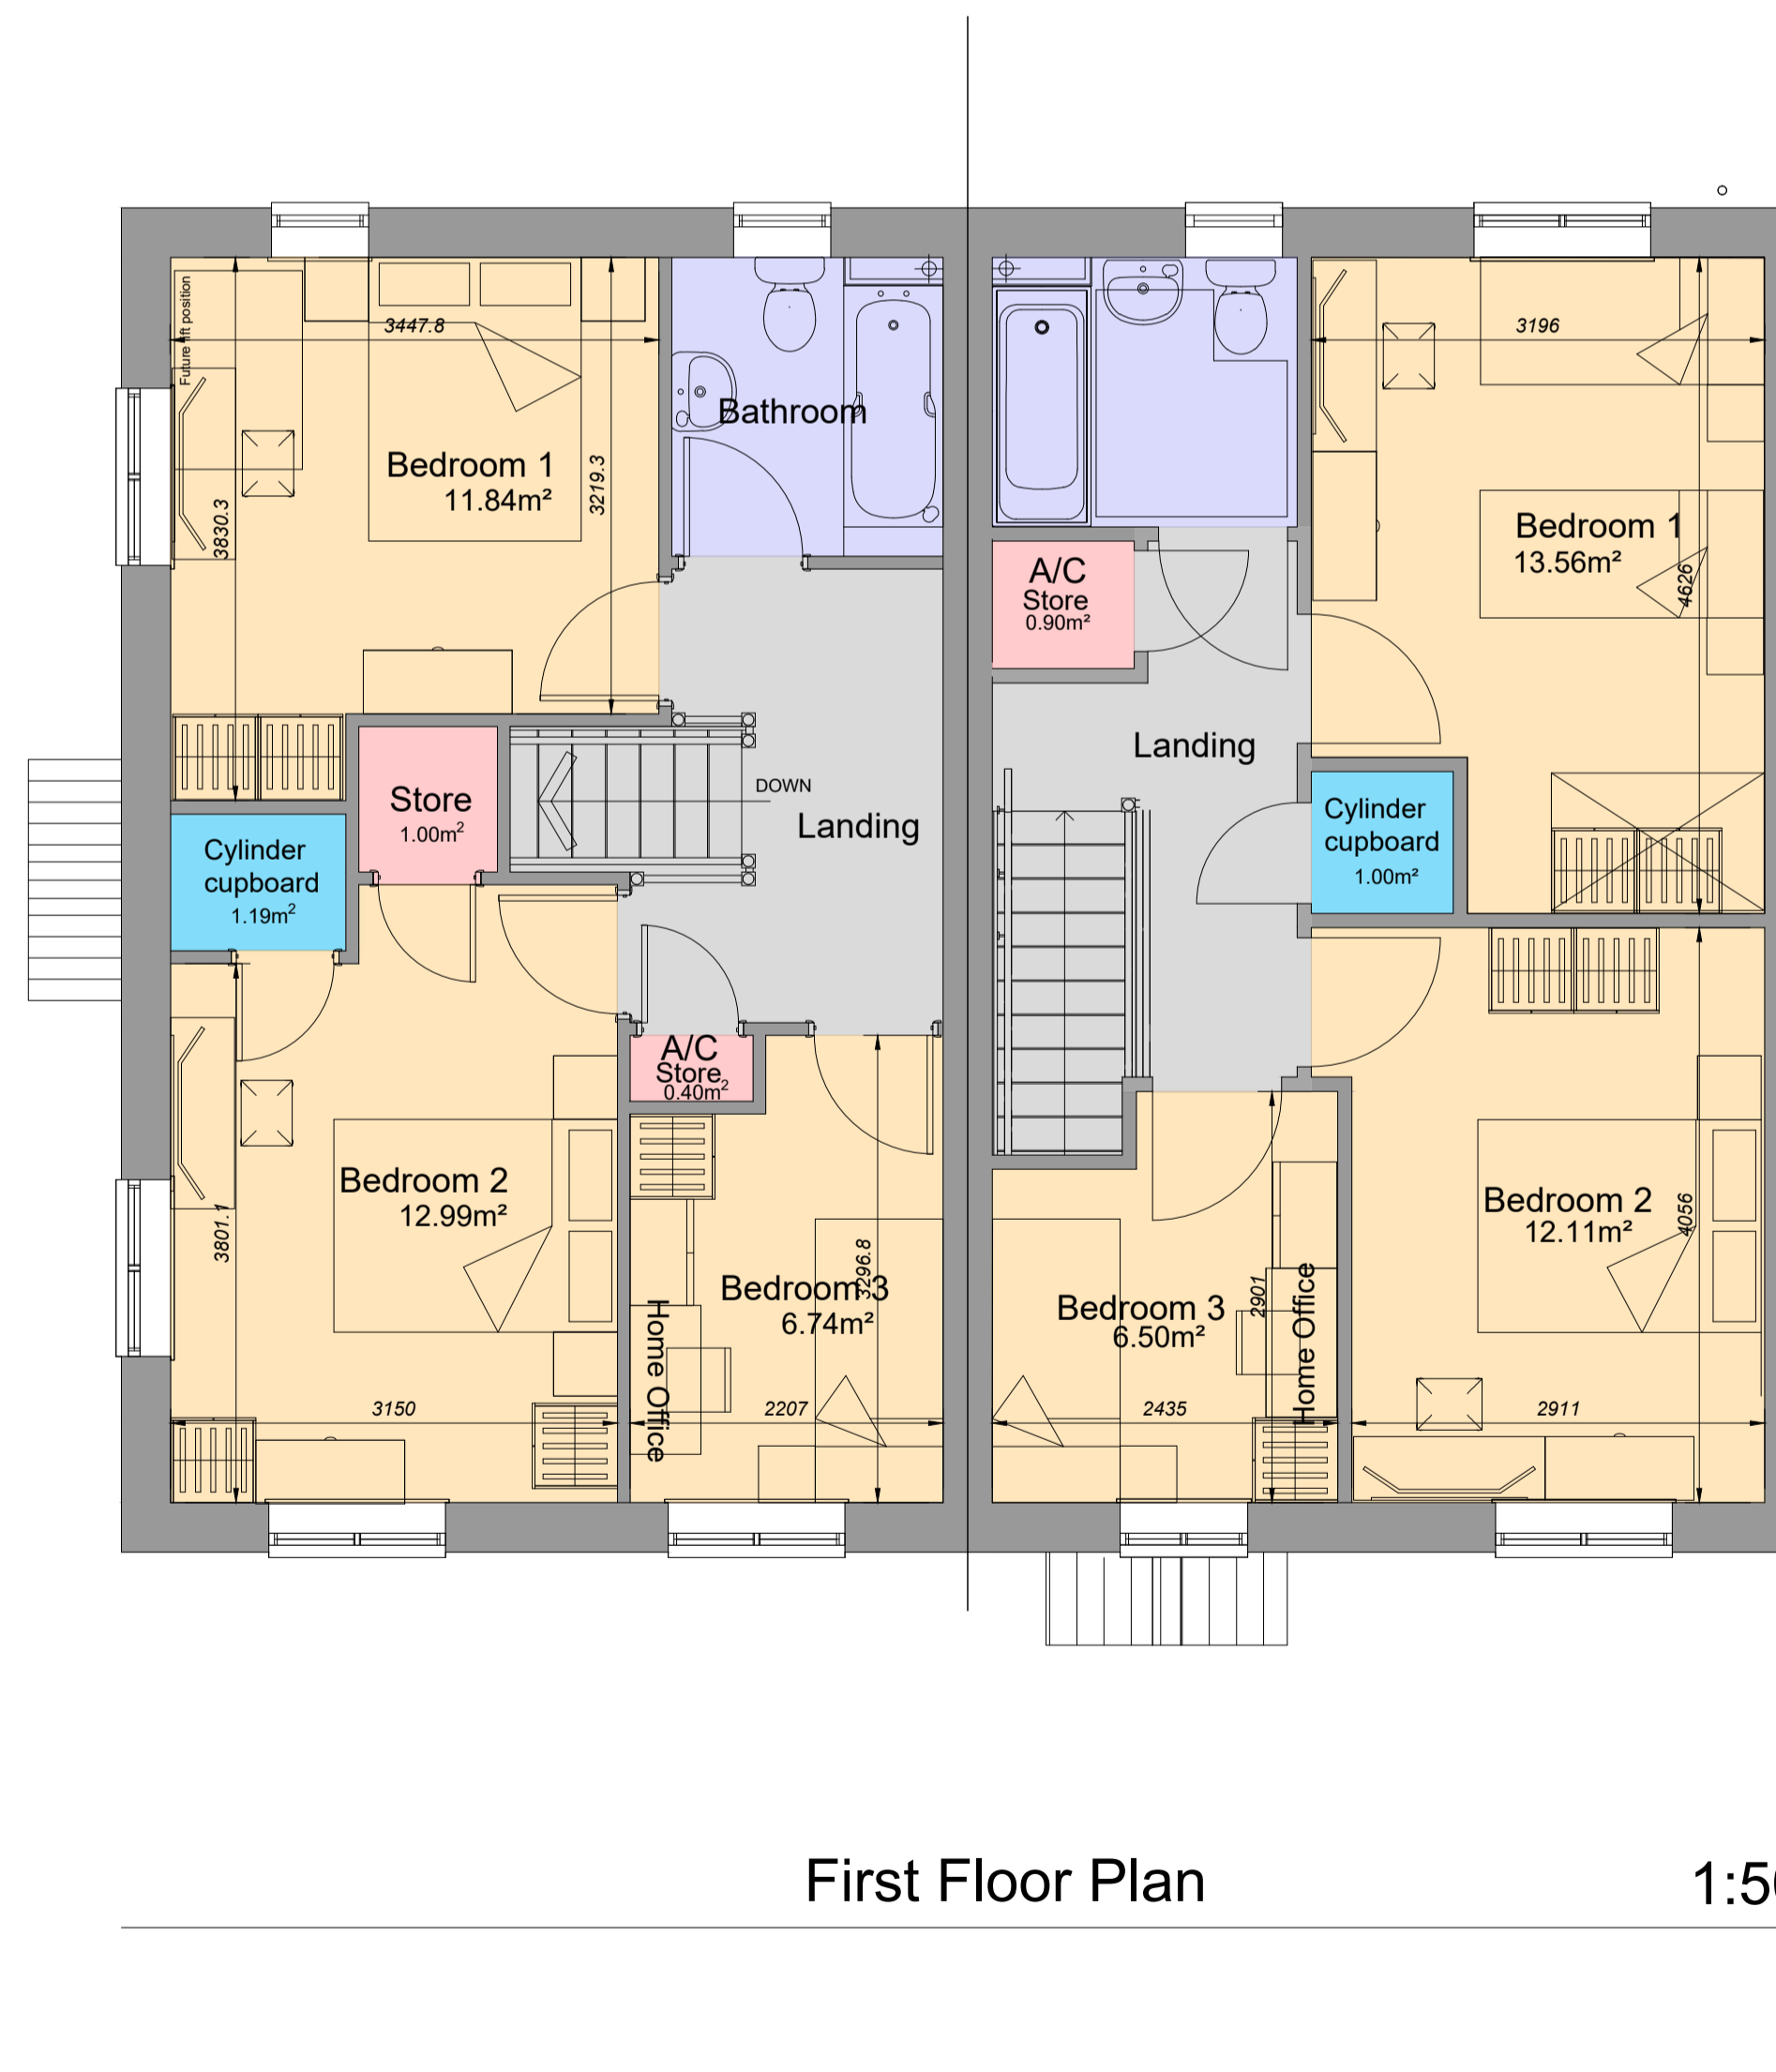 Future lift position
3447.8
Bedroom 1
11.84m²
3830.3
3219.3
Bathroom
Store
1.00m²
DOWN
Landing
Cylinder
cupboard
1.19m²
A/C
Store
0.40m²
Bedroom 2
12.99m²
3801.1
3150
Bedroom 3
6.74m²
3296.8
Home Office
2207
3196
Bedroom 1
13.56m²
4626
A/C
Store
0.90m²
Landing
Cylinder
cupboard
1.00m²
Bedroom 3
6.50m²
2901
Home Office
2435
Bedroom 2
12.11m²
4056
2911
First Floor Plan